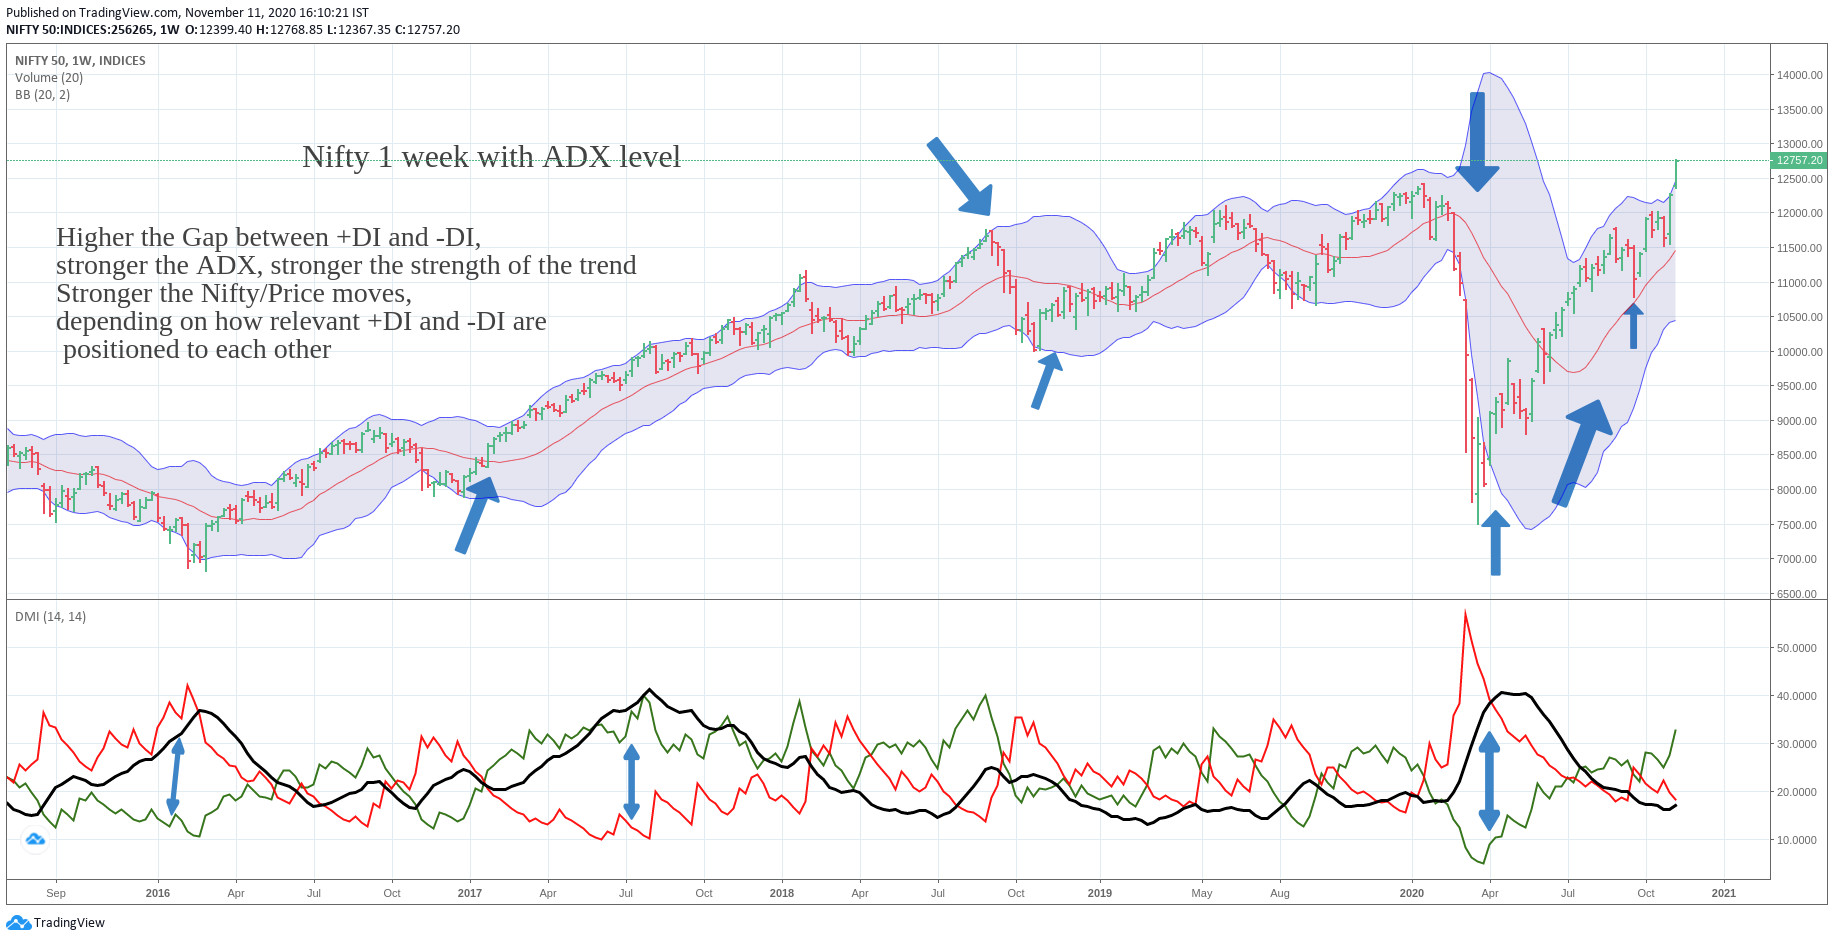 Published on TradingView.com, November 11, 2020 16:10:21 IST
NIFTY 50:INDICES:256265, 1W O:12399.40 H:12768.85 L:12367.35 C:12757.20
NIFTY 50, 1W, INDICES
Volume (20)
BB (20, 2)
Nifty 1 week with ADX level
Higher the Gap between +DI and -DI,
stronger the ADX, stronger the strength of the trend
Stronger the Nifty/Price moves,
depending on how relevant +DI and -DI are
positioned to each other
14000.00
13500.00
13000.00
12757.20
12500.00
12000.00
11500.00
11000.00
10500.00
10000.00
9500.00
9000.00
8500.00
8000.00
7500.00
7000.00
6500.00
DMI (14, 14)
50.0000
40.0000
30.0000
20.0000
10.0000
Sep 2016 Apr Jul Oct 2017 Apr Jul Oct 2018 Apr Jul Oct 2019 May Aug 2020 Apr Jul Oct 2021
TradingView